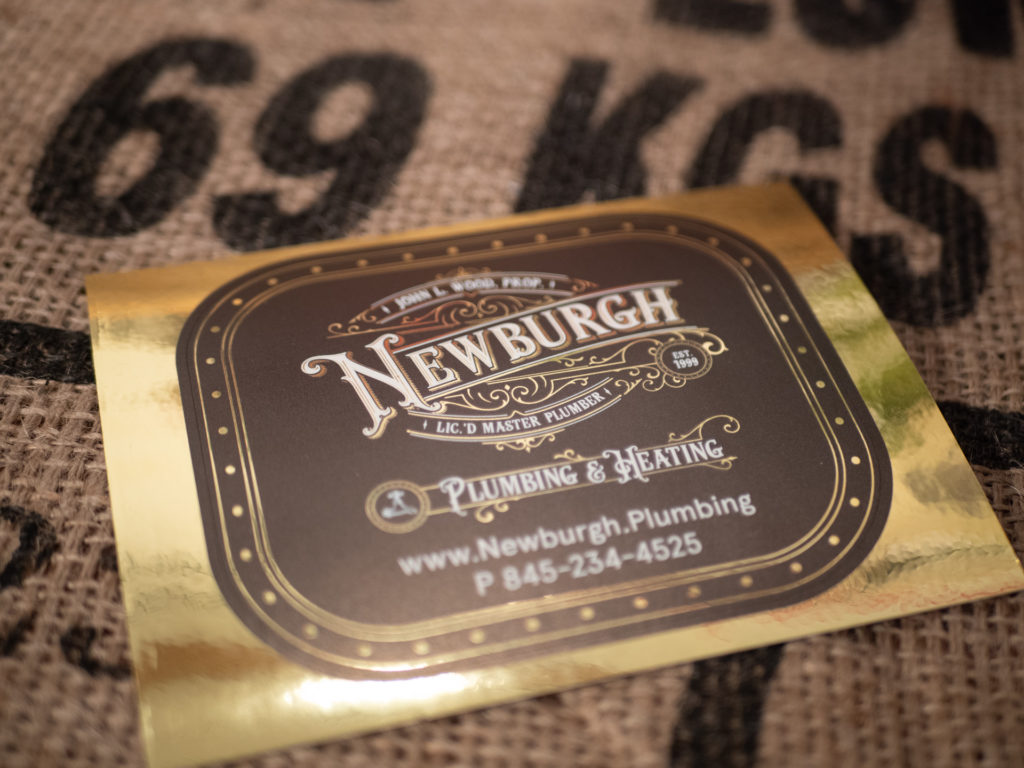 69 KGS
JOHN L. WOOD, PROP.
NEWBURGH
EST.
1999
LIC.'D MASTER PLUMBER
PLUMBING & HEATING
www.Newburgh.Plumbing
P 845-234-4525